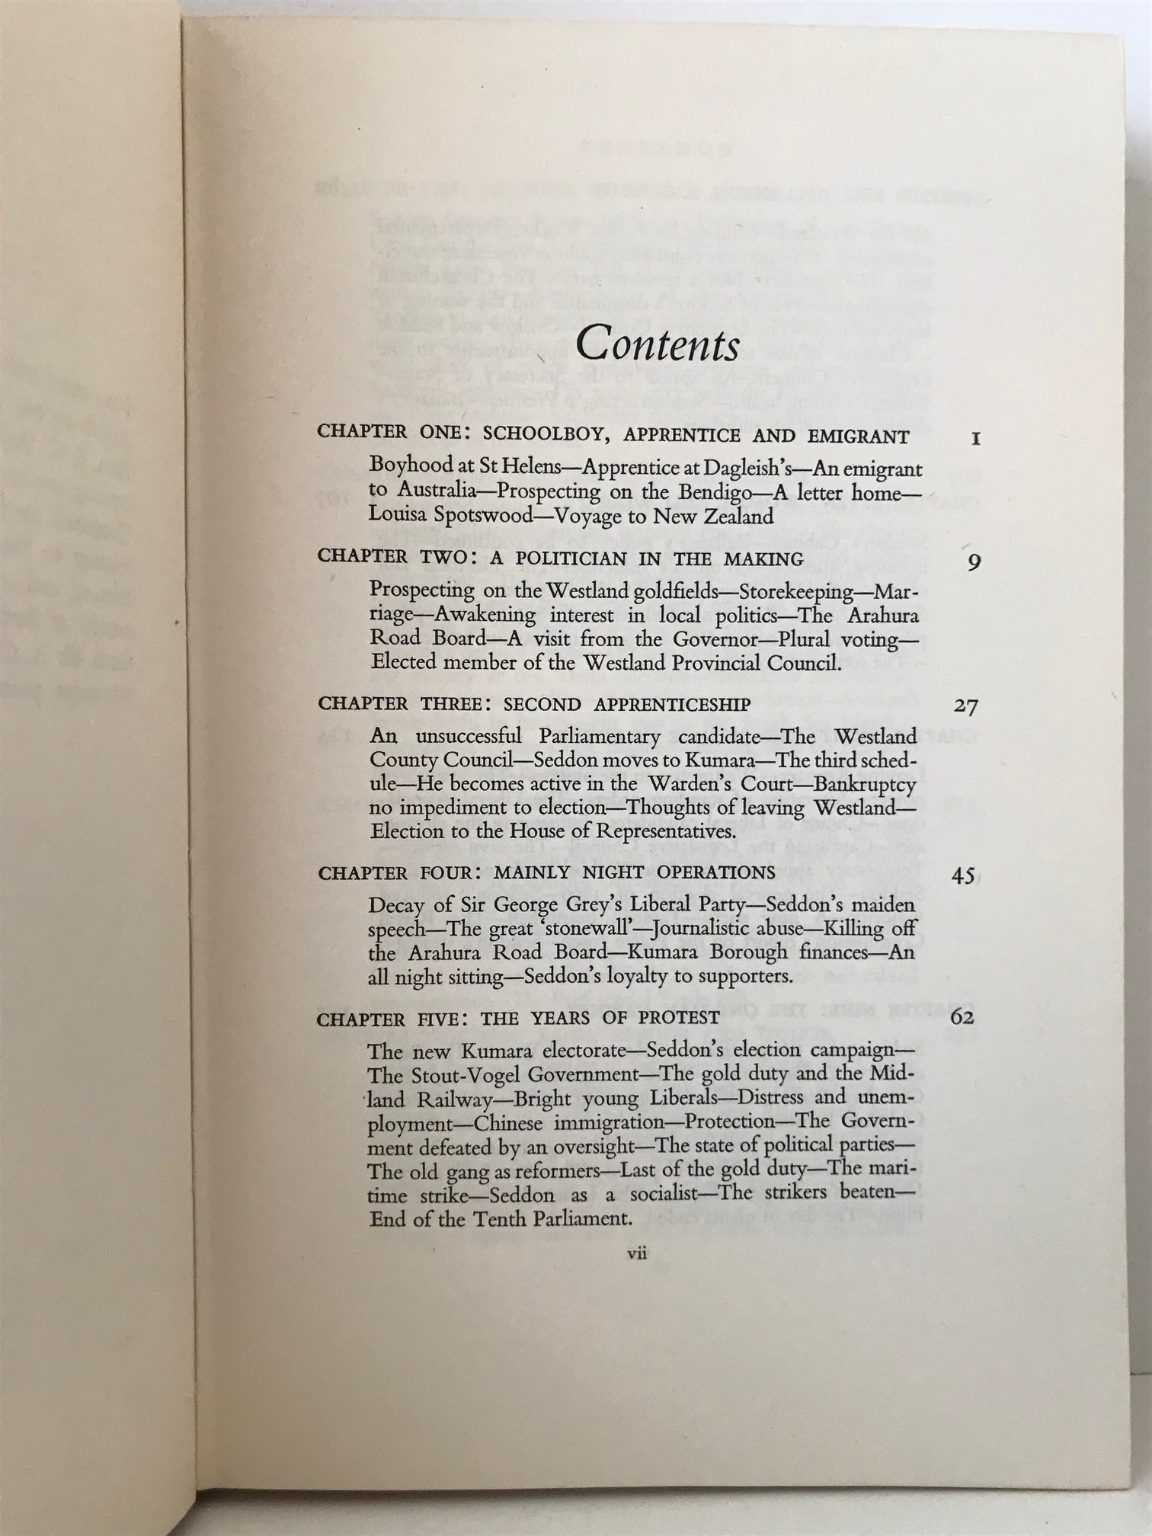 Contents
CHAPTER ONE: SCHOOLBOY, APPRENTICE AND EMIGRANT 1
Boyhood at St Helens—Apprentice at Dagleish's—An emigrant
to Australia—Prospecting on the Bendigo—A letter home—
Louisa Spotswood—Voyage to New Zealand
CHAPTER TWO: A POLITICIAN IN THE MAKING 9
Prospecting on the Westland goldfields—Storekeeping—Mar-
riage—Awakening interest in local politics—The Arahura
Road Board—A visit from the Governor—Plural voting—
Elected member of the Westland Provincial Council.
CHAPTER THREE: SECOND APPRENTICESHIP 27
An unsuccessful Parliamentary candidate—The Westland
County Council—Seddon moves to Kumara—The third sched-
ule—He becomes active in the Warden's Court—Bankruptcy
no impediment to election—Thoughts of leaving Westland—
Election to the House of Representatives.
CHAPTER FOUR: MAINLY NIGHT OPERATIONS 45
Decay of Sir George Grey's Liberal Party—Seddon's maiden
speech—The great 'stonewall'—Journalistic abuse—Killing off
the Arahura Road Board—Kumara Borough finances—An
all night sitting—Seddon's loyalty to supporters.
CHAPTER FIVE: THE YEARS OF PROTEST 62
The new Kumara electorate—Seddon's election campaign—
The Stout-Vogel Government—The gold duty and the Mid-
land Railway—Bright young Liberals—Distress and unem-
ployment—Chinese immigration—Protection—The Govern-
ment defeated by an oversight—The state of political parties—
The old gang as reformers—Last of the gold duty—The mari-
time strike—Seddon as a socialist—The strikers beaten—
End of the Tenth Parliament.
vii